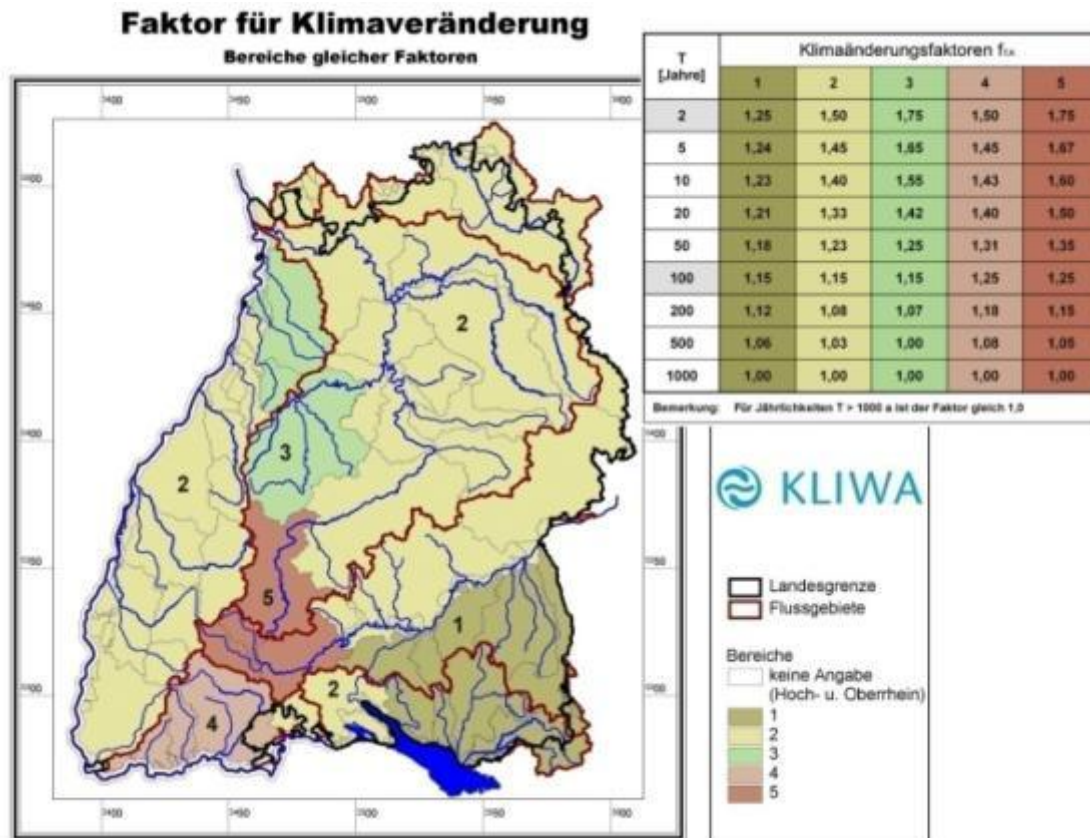 Faktor für Klimaveränderung
Bereiche gleicher Faktoren
T [Jahre] Klimaänderungsfaktoren
1 2 3 4 5
2 1,25 1,50 1,75 1,50 1,75
5 1,24 1,45 1,65 1,45 1,67
10 1,23 1,40 1,55 1,43 1,60
20 1,21 1,33 1,42 1,40 1,50
50 1,18 1,23 1,25 1,31 1,35
100 1,15 1,15 1,15 1,25 1,25
200 1,12 1,08 1,07 1,18 1,15
500 1,06 1,03 1,00 1,08 1,05
1000 1,00 1,00 1,00 1,00 1,00
Bemerkung: Für Jährlichkeiten T > 1000 a ist der Faktor gleich 1,0
2
3
2
5
1
2
4
KLIWA
Landesgrenze
Flussgebiete
Bereiche
keine Angabe
(Hoch- u. Oberrhein)
1
2
3
4
5